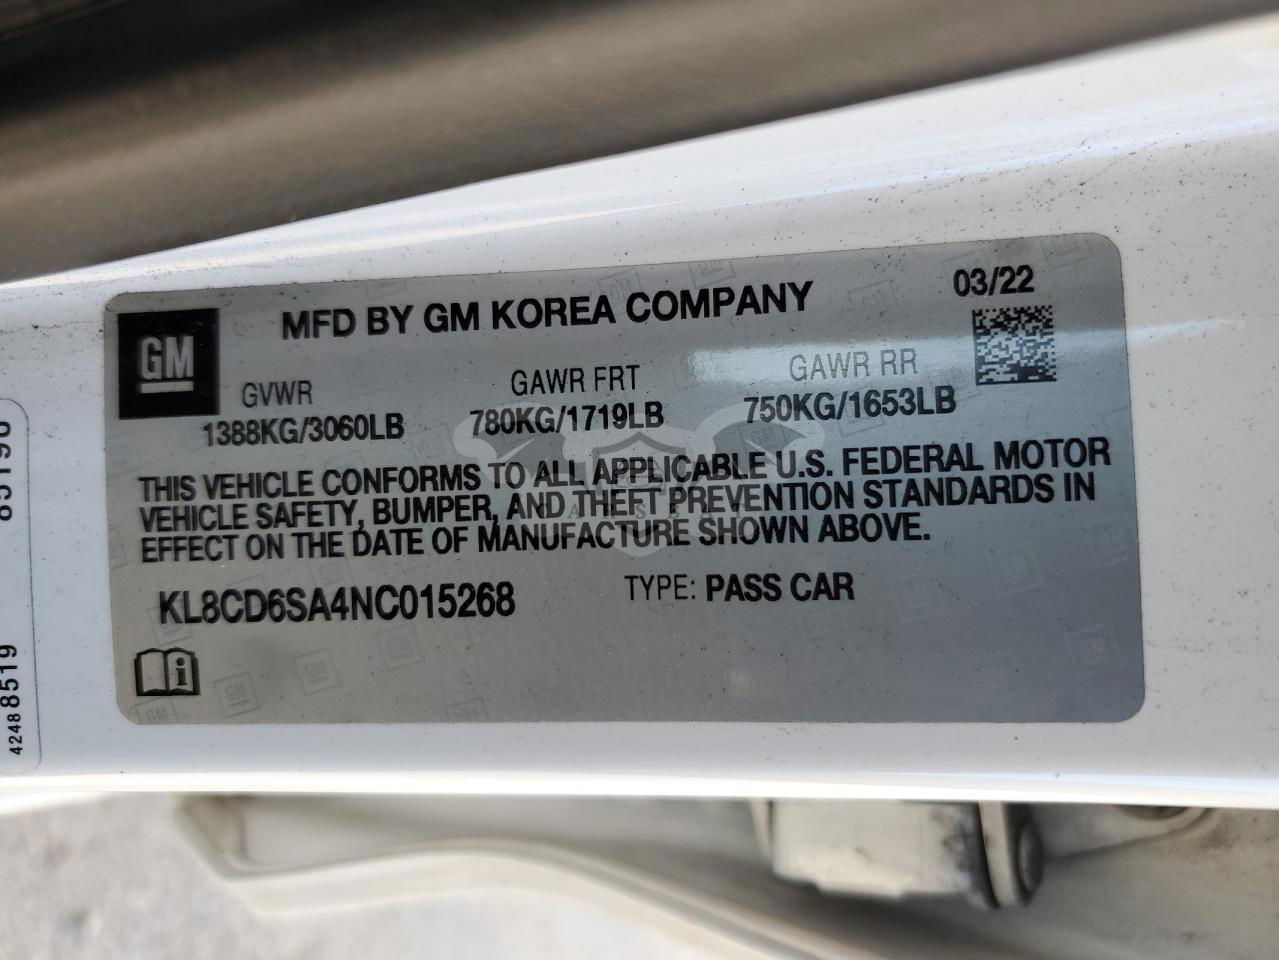 MFD BY GM KOREA COMPANY
03/22
GM
GVWR
GAWR FRT
GAWR RR
1388KG/3060LB
780KG/1719LB
750KG/1653LB
THIS VEHICLE CONFORMS TO ALL APPLICABLE U.S. FEDERAL MOTOR
VEHICLE SAFETY, BUMPER, AND THEFT PREVENTION STANDARDS IN
EFFECT ON THE DATE OF MANUFACTURE SHOWN ABOVE.
KL8CD6SA4NC015268
TYPE: PASS CAR
4248 8519